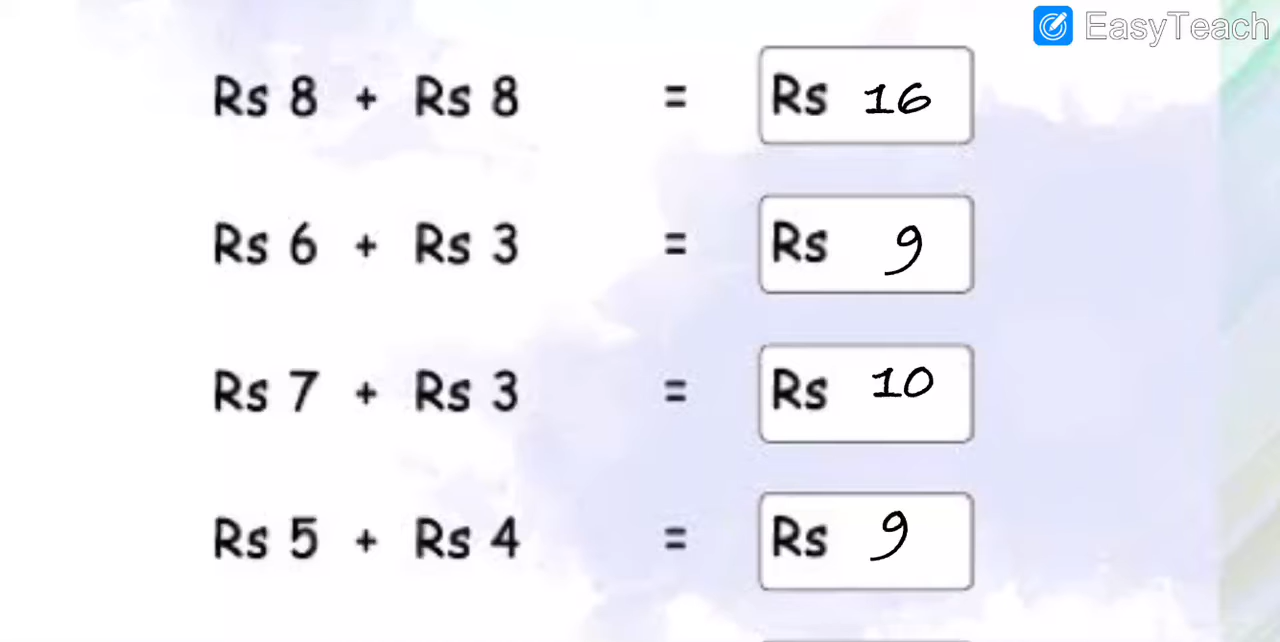 EasyTeach
Rs 8 + Rs 8 = Rs 16
Rs 6 + Rs 3 = Rs 9
Rs 7 + Rs 3 = Rs 10
Rs 5 + Rs 4 = Rs 9